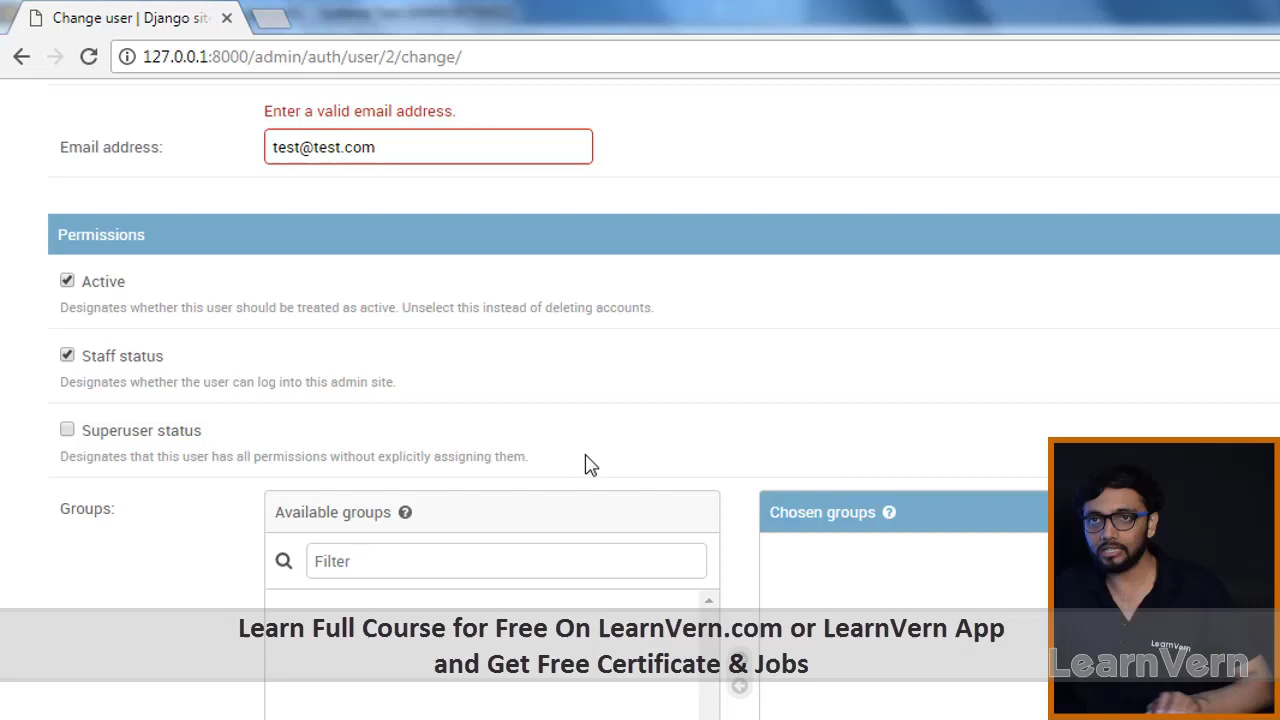 Change user | Django sit
127.0.0.1:8000/admin/auth/user/2/change/
Enter a valid email address.
Email address:
test@test.com
Permissions
Active
Designates whether this user should be treated as active. Unselect this instead of deleting accounts.
Staff status
Designates whether the user can log into this admin site.
Superuser status
Designates that this user has all permissions without explicitly assigning them.
Groups:
Available groups
Chosen groups
Filter
Learn Full Course for Free On LearnVern.com or LearnVern App
and Get Free Certificate & Jobs
LearnVern
LearnVern